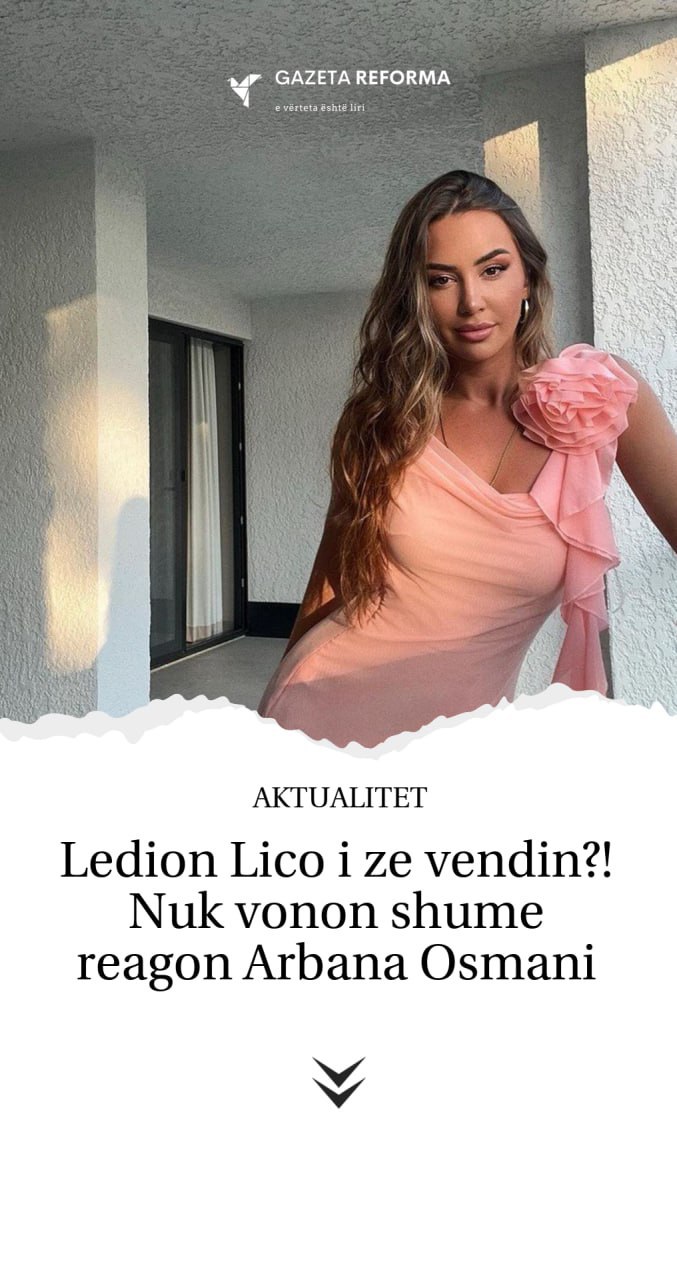 GAZETA REFORMA
e vërteta është liri
AKTUALITET
Ledion Lico i ze vendin?!
Nuk vonon shume
reagon Arbana Osmani